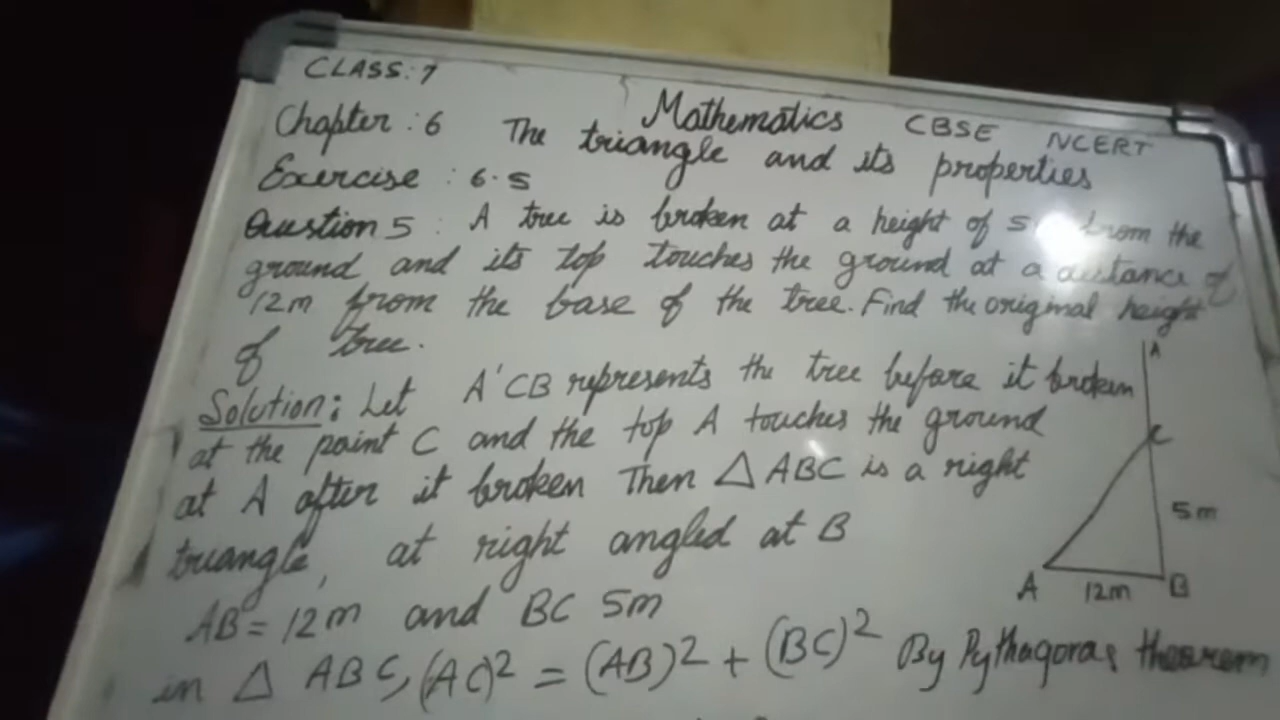 CLASS: 7
Mathematics CBSE NCERT
Chapter : 6 The triangle and its properties
Exercise : 6.5
Question 5 : A tree is broken at a height of 5 from the
ground and its top touches the ground at a distance of
12m from the base of the tree. Find the original height
of tree.
Solution: Let A'CB represents the tree before it broken
at the point C and the top A touches the ground
at A after it broken Then △ ABC is a right
triangle, at right angled at B
AB = 12m and BC 5m
in △ ABC, (AC)² = (AB)² + (BC)² By Pythagoras theorem
A
C
5m
A 12m B